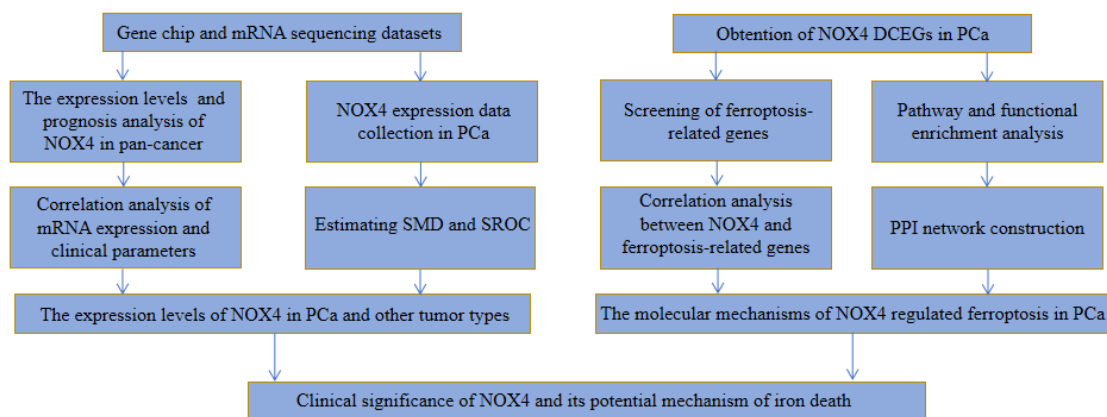 Gene chip and mRNA sequencing datasets
Obtention of NOX4 DCEGs in PCa
The expression levels and
prognosis analysis of
NOX4 in pan-cancer
NOX4 expression data
collection in PCa
Screening of ferroptosis-
related genes
Pathway and functional
enrichment analysis
Correlation analysis of
mRNA expression and
clinical parameters
Estimating SMD and SROC
Correlation analysis
between NOX4 and
ferroptosis-related genes
PPI network construction
The expression levels of NOX4 in PCa and other tumor types
The molecular mechanisms of NOX4 regulated ferroptosis in PCa
Clinical significance of NOX4 and its potential mechanism of iron death